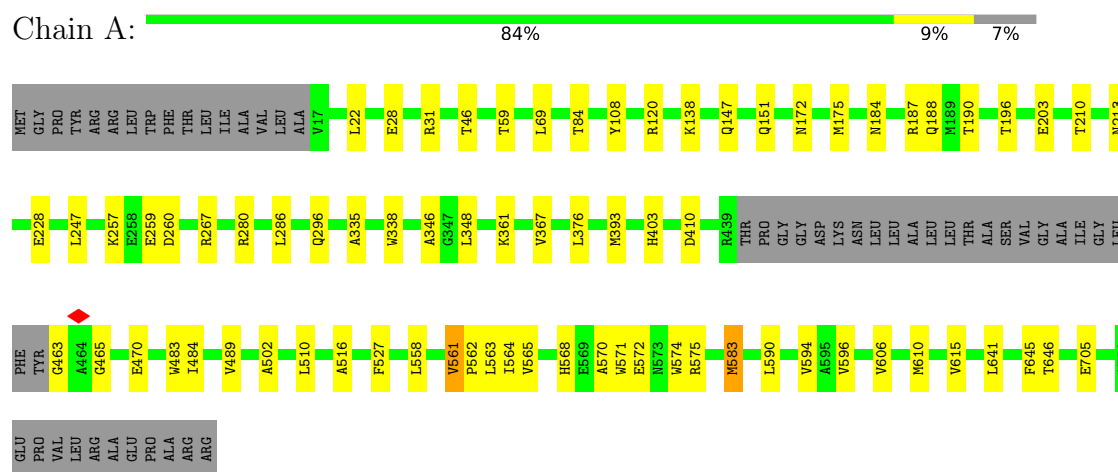 Chain A:
84% 9% 7%
MET GLY PRO TYR ARG ARG LEU TRP PHE THR LEU ILE ALA VAL LEU ALA V17 L22 E28 R31 T46 T59 L69 T84 Y108 R120 K138 Q147 Q151 N172 M175 N184 R187 Q188 M189 T190 T196 E203 T210 N213
E228 L247 K257 E258 E259 D260 R267 R280 L286 Q296 A335 W338 A346 G347 L348 K361 V367 L376 M393 H403 D410 R439 THR PRO GLY GLY ASP LYS ASN LEU LEU ALA LEU LEU THR ALA SER VAL GLY ALA ILE GLY LEU
PHE TYR G463 A464 G465 E470 W483 I484 V489 A502 L510 A516 F527 L558 V561 P562 L563 I564 V565 H568 E569 A570 W571 E572 N573 W574 R575 M583 L590 V594 A595 V596 V606 M610 V615 L641 F645 T646 E705
GLU PRO VAL LEU ARG ALA GLU PRO ALA ARG ARG